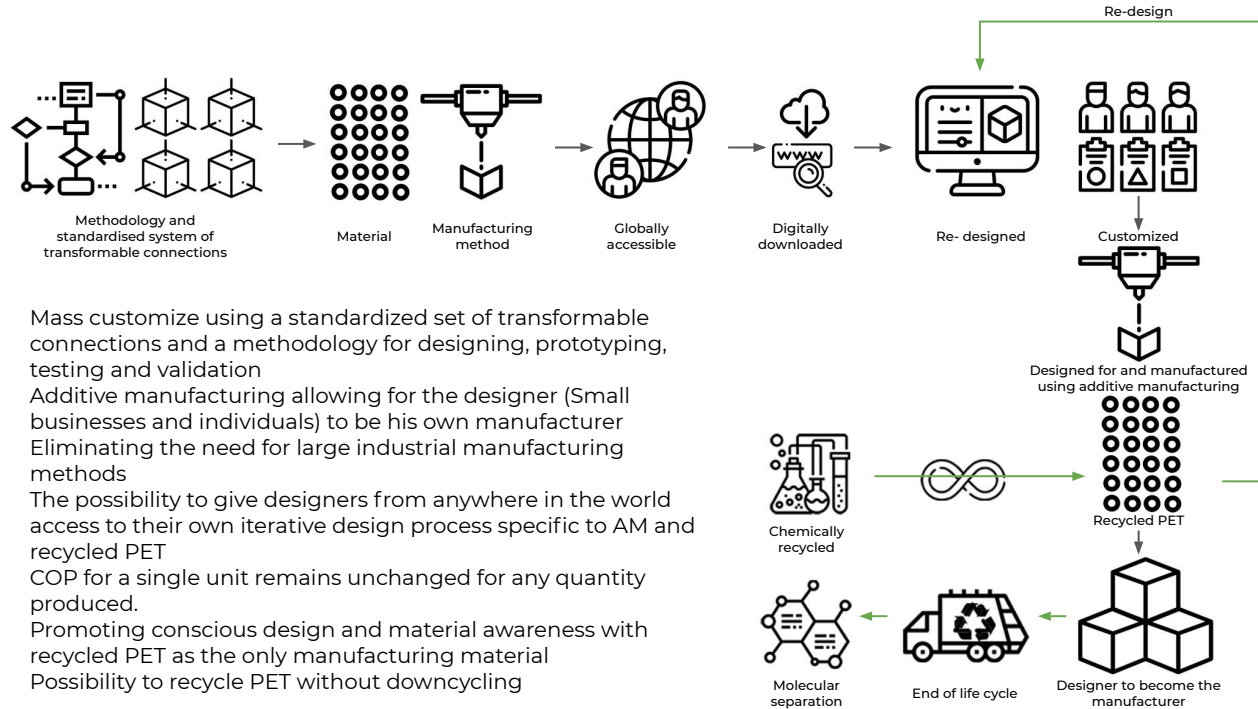 Re-design
www
Methodology and
standardised system of
transformable connections
Material
Manufacturing
method
Globally
accessible
Digitally
downloaded
Re- designed
Customized
Mass customize using a standardized set of transformable
connections and a methodology for designing, prototyping,
testing and validation
Additive manufacturing allowing for the designer (Small
businesses and individuals) to be his own manufacturer
Eliminating the need for large industrial manufacturing
methods
The possibility to give designers from anywhere in the world
access to their own iterative design process specific to AM and
recycled PET
COP for a single unit remains unchanged for any quantity
produced.
Promoting conscious design and material awareness with
recycled PET as the only manufacturing material
Possibility to recycle PET without downcycling
Designed for and manufactured
using additive manufacturing
Chemically
recycled
Recycled PET
Molecular
separation
End of life cycle
Designer to become the
manufacturer